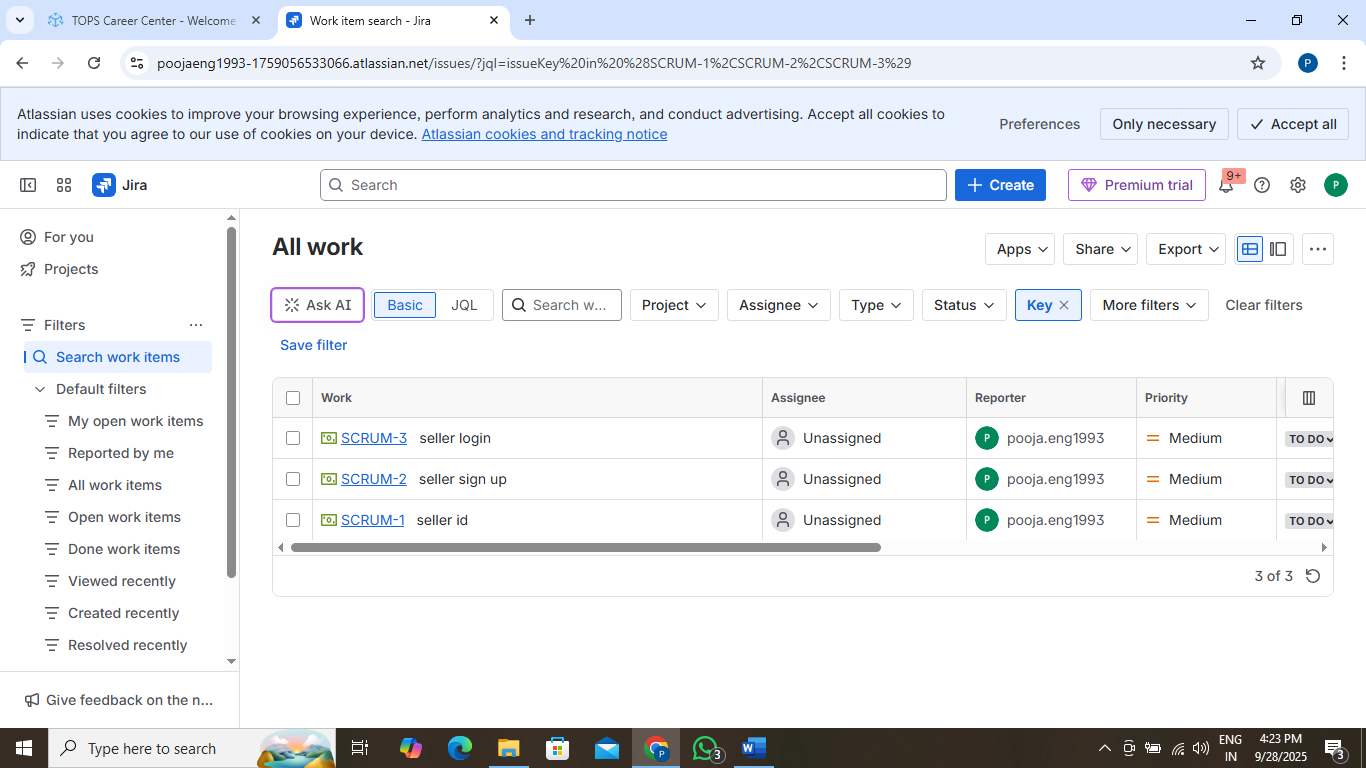 TOPS Career Center - Welcome
Work item search - Jira
poojaeng1993-1759056533066.atlassian.net/issues/?jql=issueKey%20in%20%28SCRUM-1%2CSCRUM-2%2CSCRUM-3%29
P
Atlassian uses cookies to improve your browsing experience, perform analytics and research, and conduct advertising. Accept all cookies to
indicate that you agree to our use of cookies on your device. Atlassian cookies and tracking notice
Preferences
Only necessary
Accept all
Jira
Search
Create
Premium trial
9+
P
For you
Projects
Filters
Search work items
Default filters
My open work items
Reported by me
All work items
Open work items
Done work items
Viewed recently
Created recently
Resolved recently
Give feedback on the n...
All work
Apps
Share
Export
Ask AI
Basic
JQL
Search w...
Project
Assignee
Type
Status
Key
More filters
Clear filters
Save filter
Work Assignee Reporter Priority
SCRUM-3 seller login Unassigned P pooja.eng1993 Medium TO DO
SCRUM-2 seller sign up Unassigned P pooja.eng1993 Medium TO DO
SCRUM-1 seller id Unassigned P pooja.eng1993 Medium TO DO
3 of 3
Type here to search
P
3
W
ENG
IN
4:23 PM
9/28/2025
3